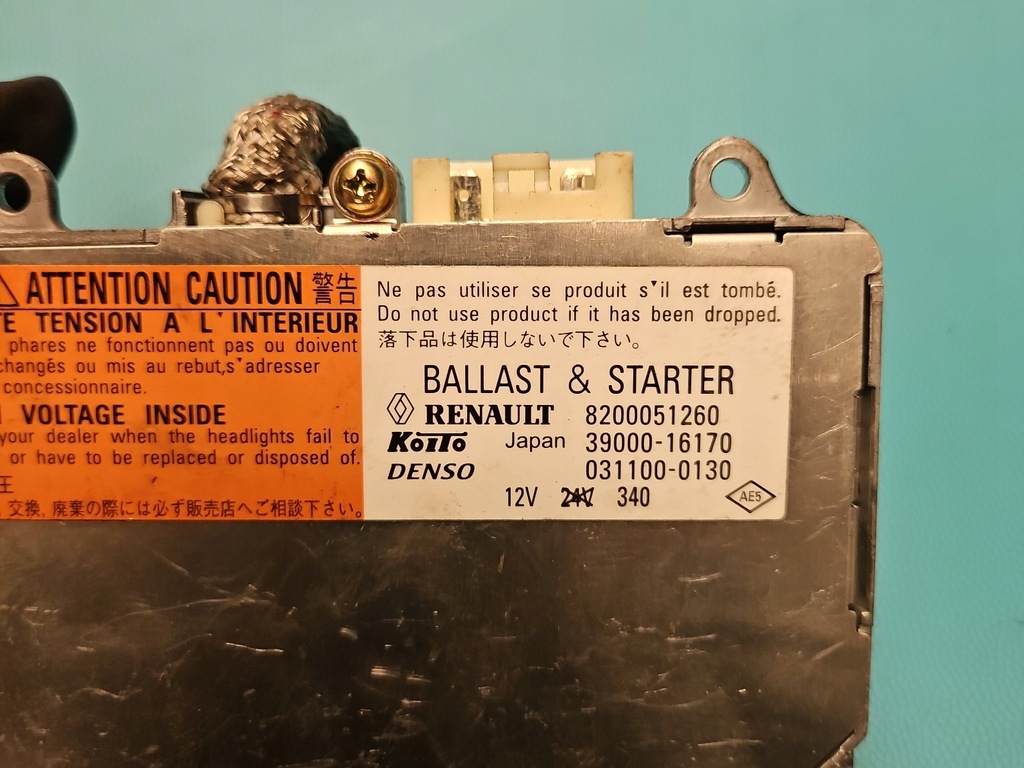 ATTENTION CAUTION 警告
TE TENSION A L'INTERIEUR
phares ne fonctionnent pas ou doivent
changés ou mis au rebut,s'adresser
concessionnaire.
VOLTAGE INSIDE
your dealer when the headlights fail to
or have to be replaced or disposed of.
交換, 廃棄の際には必ず販売店へご相談下さい。
Ne pas utiliser se produit s'il est tombé.
Do not use product if it has been dropped.
落下品は使用しないで下さい。
BALLAST & STARTER
RENAULT 8200051260
KOITO Japan 39000-16170
DENSO 031100-0130
12V 340
AE5